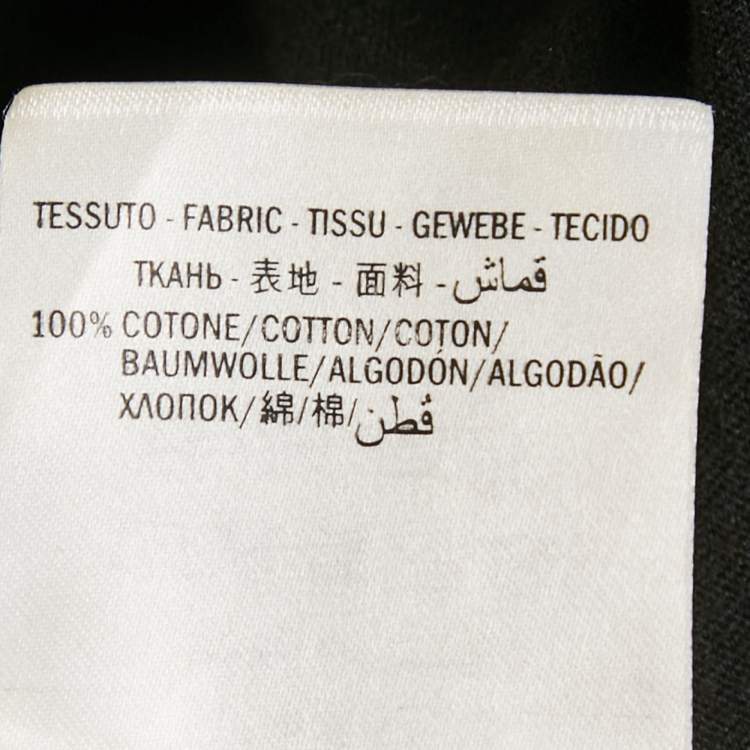 TESSUTO - FABRIC - TISSU - GEWEBE - TECIDO
ТКАНЬ - 表地 - 面料 - قماش
100% COTONE/COTTON/COTON/
BAUMWOLLE/ALGODÓN/ALGODÃO/
ХЛОПОК/綿/棉/قطن